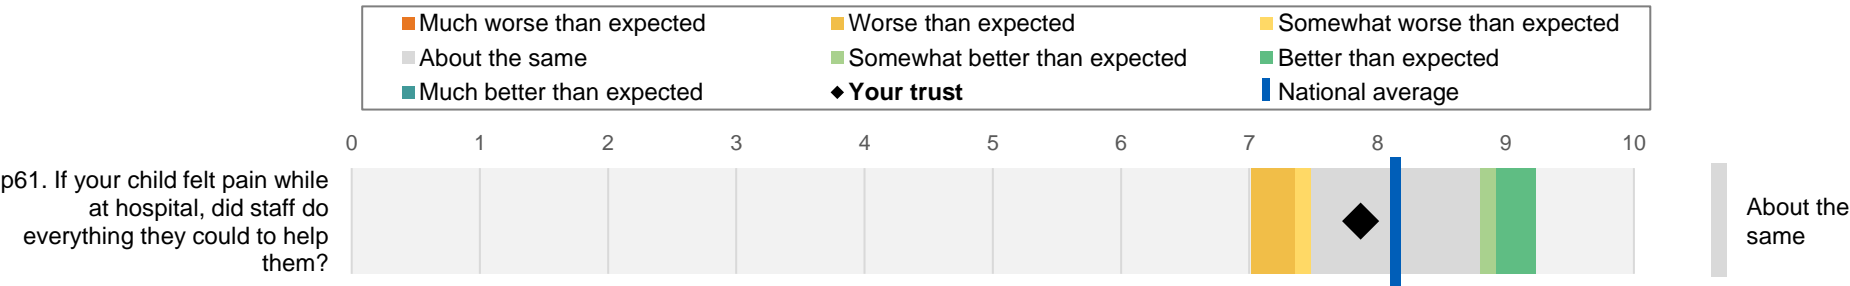 Much worse than expected
Worse than expected
Somewhat worse than expected
About the same
Somewhat better than expected
Better than expected
Much better than expected
Your trust
National average
0 1 2 3 4 5 6 7 8 9 10
p61. If your child felt pain while
at hospital, did staff do
everything they could to help
them?
About the
same